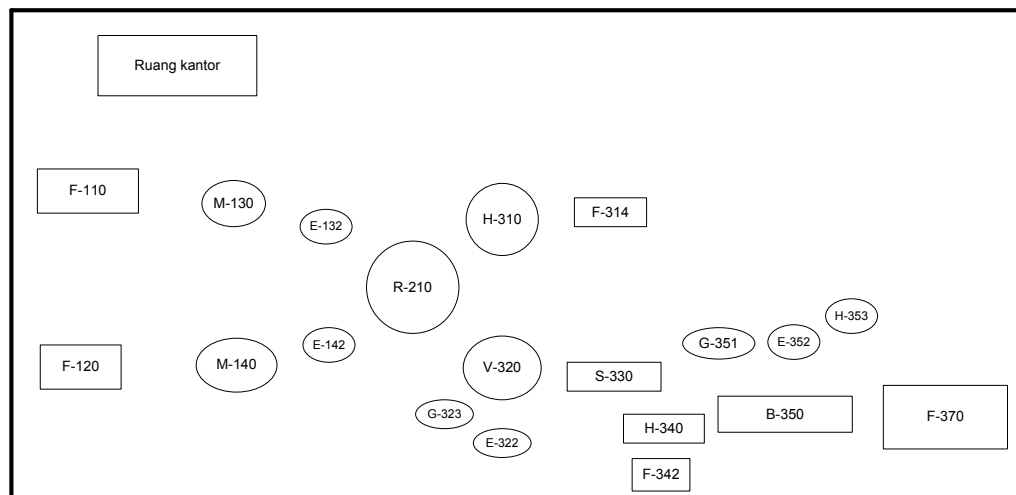 Ruang kantor
F-110
M-130
E-132
H-310
F-314
R-210
H-353
F-120
M-140
E-142
V-320
S-330
G-351
E-352
G-323
E-322
H-340
B-350
F-370
F-342